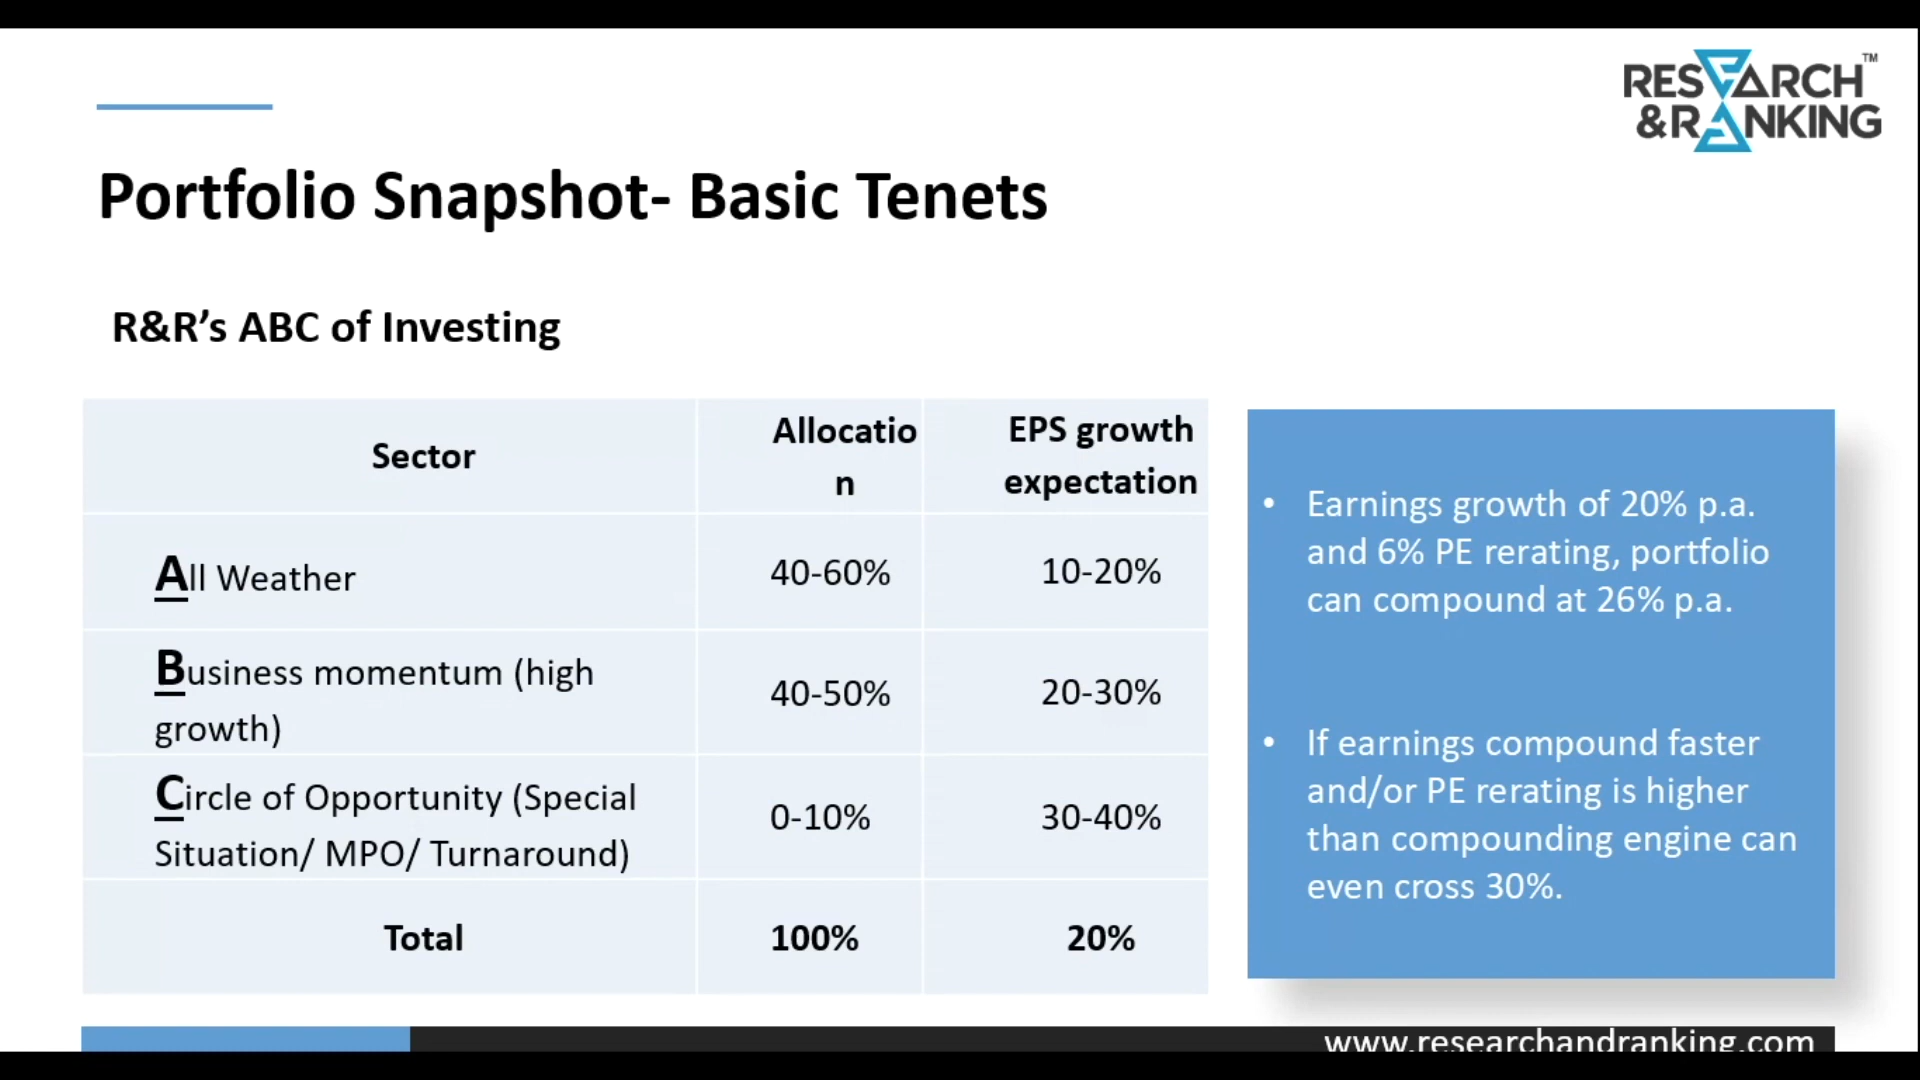 RESEARCH™
&RANKING
Portfolio Snapshot- Basic Tenets
R&R’s ABC of Investing
Sector
Allocatio
n
EPS growth
expectation
All Weather
40-60%
10-20%
Business momentum (high
growth)
40-50%
20-30%
Circle of Opportunity (Special
Situation/ MPO/ Turnaround)
0-10%
30-40%
Total
100%
20%
• Earnings growth of 20% p.a.
and 6% PE rerating, portfolio
can compound at 26% p.a.
• If earnings compound faster
and/or PE rerating is higher
than compounding engine can
even cross 30%.
www.researchandranking.com